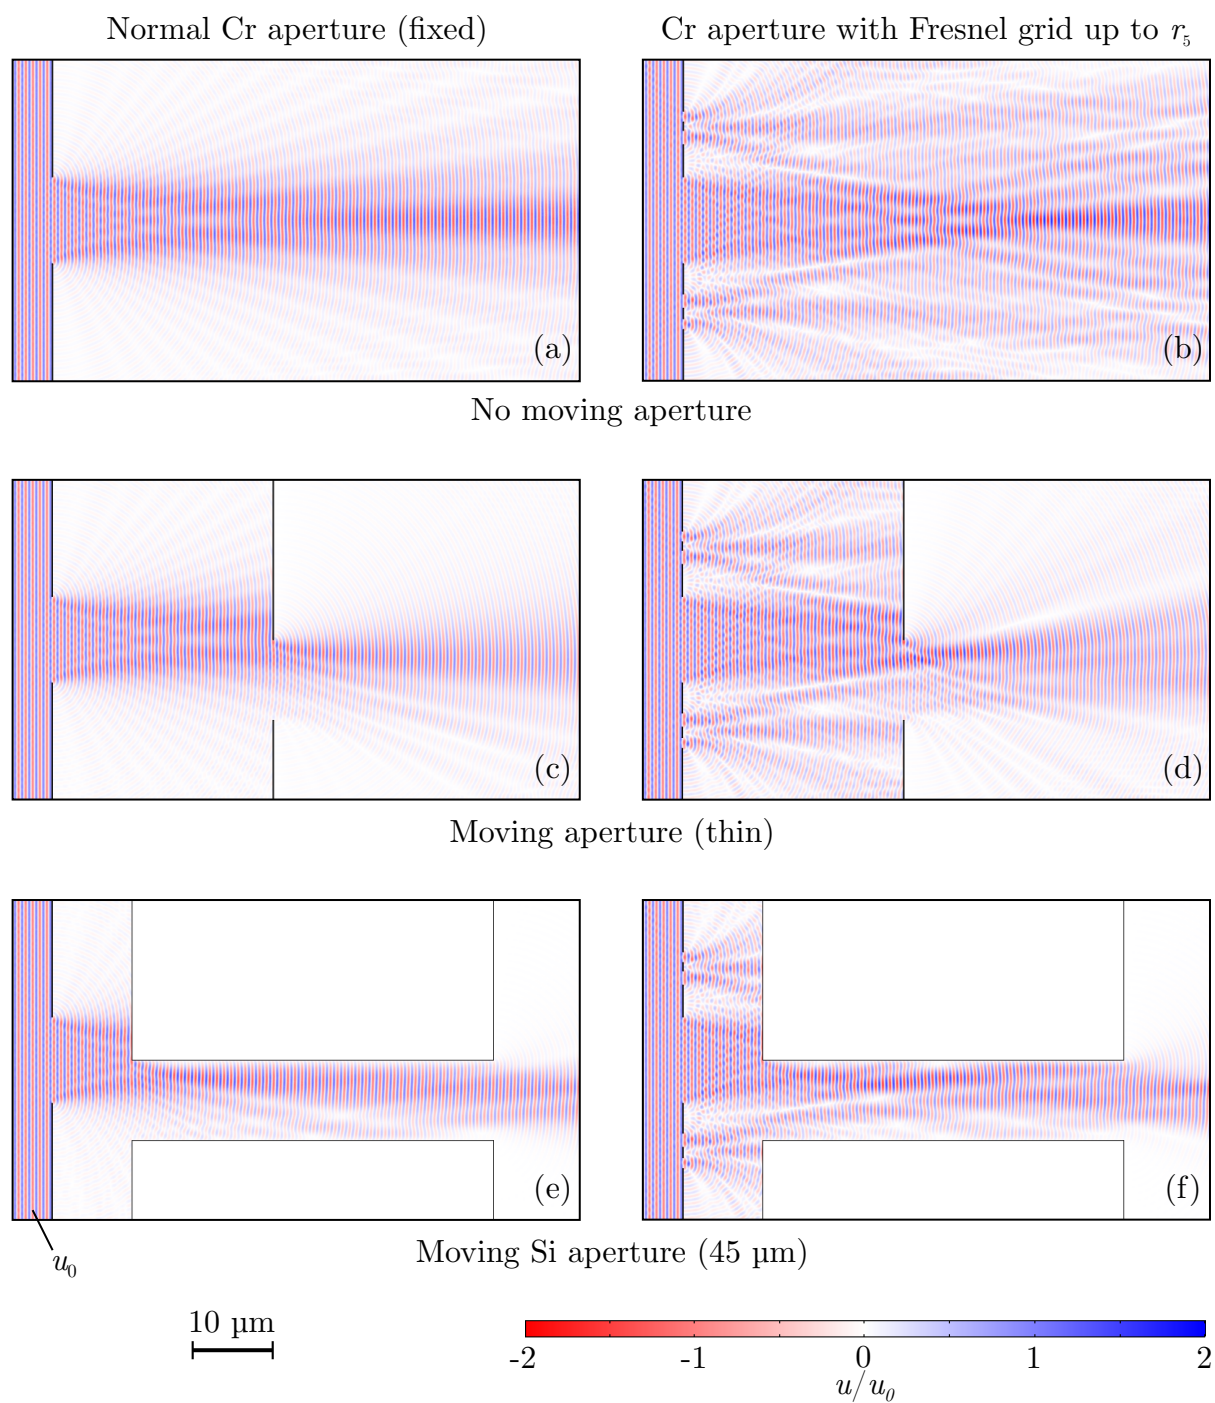 Normal Cr aperture (fixed)
Cr aperture with Fresnel grid up to r₅
(a)
(b)
No moving aperture
(c)
(d)
Moving aperture (thin)
(e)
(f)
u₀
Moving Si aperture (45 µm)
10 µm
-2 -1 0 1 2
u/u₀